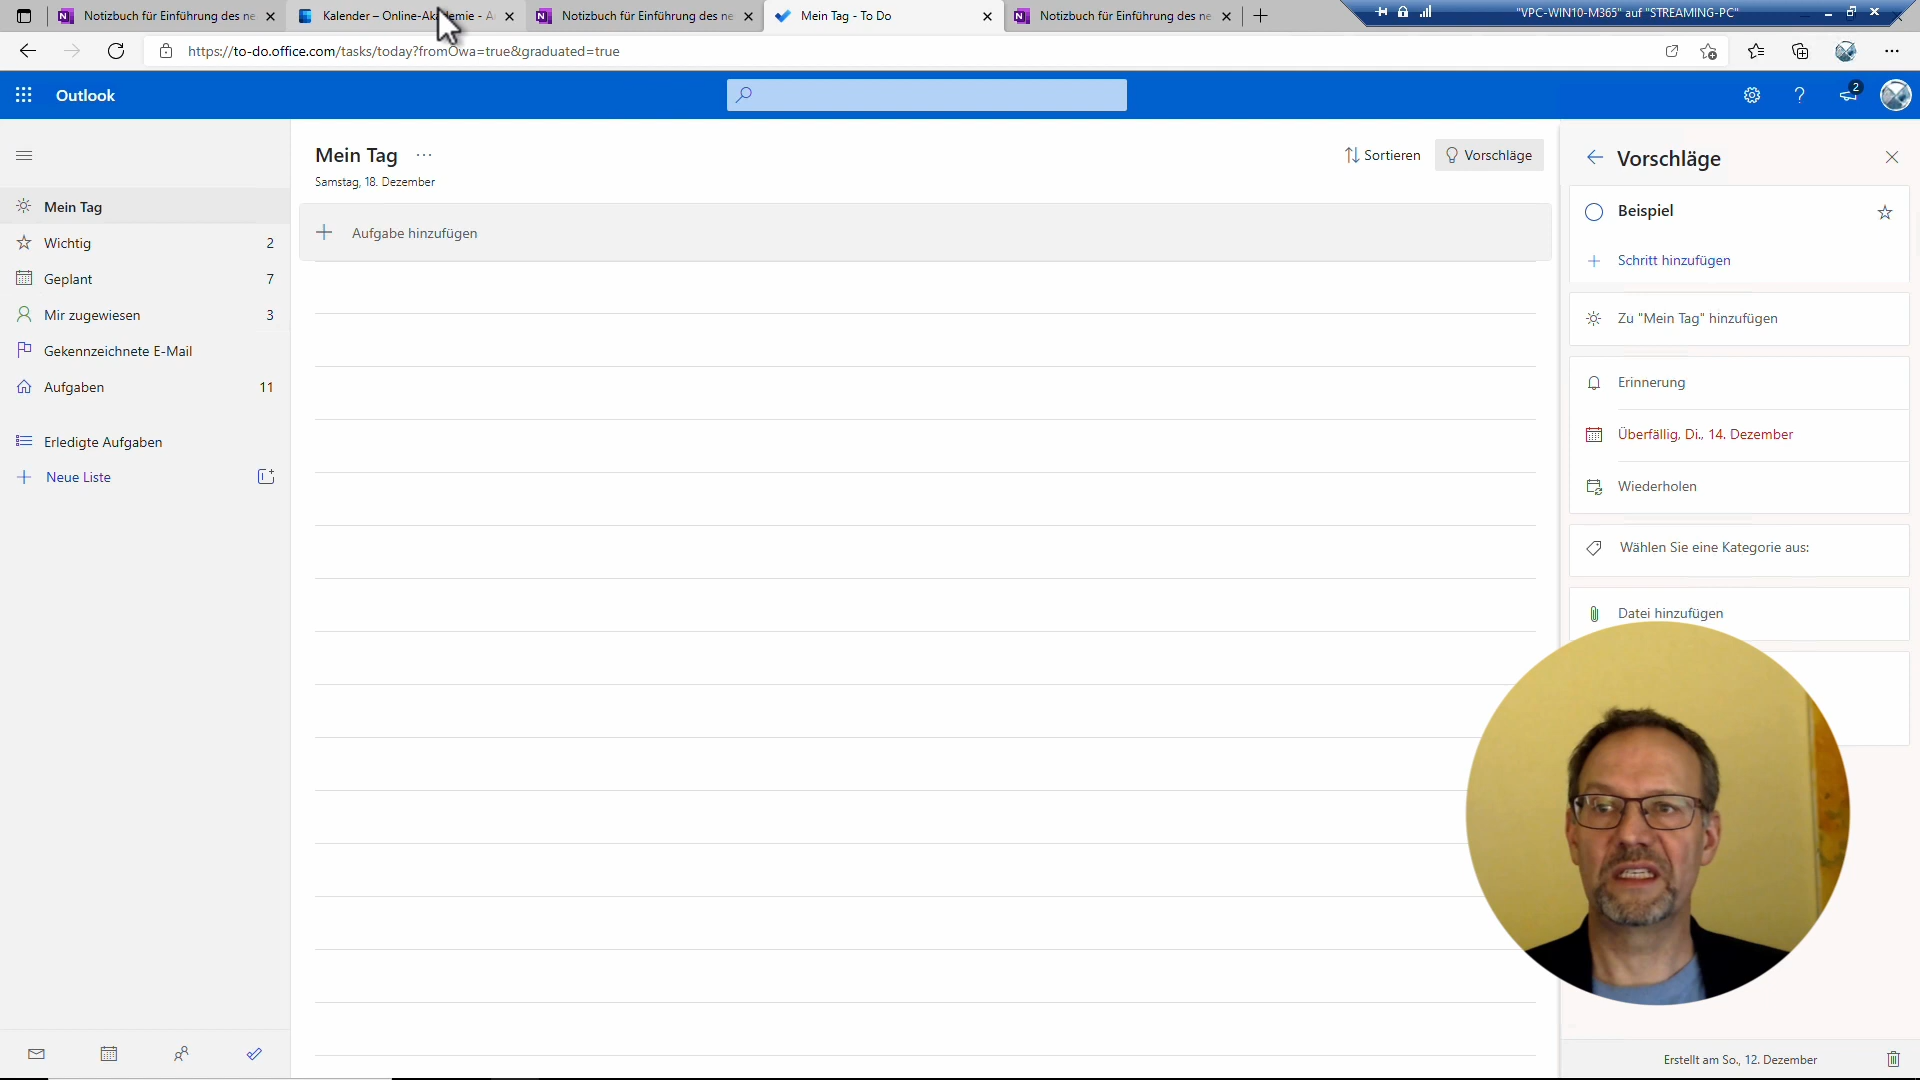 Notizbuch für Einführung des ne
Kalender – Online-Akademie - A
Notizbuch für Einführung des ne
Mein Tag - To Do
Notizbuch für Einführung des ne
"VPC-WIN10-M365" auf "STREAMING-PC"
https://to-do.office.com/tasks/today?fromOwa=true&graduated=true
Outlook
2
Mein Tag
Samstag, 18. Dezember
Sortieren
Vorschläge
Aufgabe hinzufügen
Mein Tag
Wichtig 2
Geplant 7
Mir zugewiesen 3
Gekennzeichnete E-Mail
Aufgaben 11
Erledigte Aufgaben
Neue Liste
Vorschläge
Beispiel
Schritt hinzufügen
Zu "Mein Tag" hinzufügen
Erinnerung
Überfällig, Di., 14. Dezember
Wiederholen
Wählen Sie eine Kategorie aus:
Datei hinzufügen
Erstellt am So., 12. Dezember